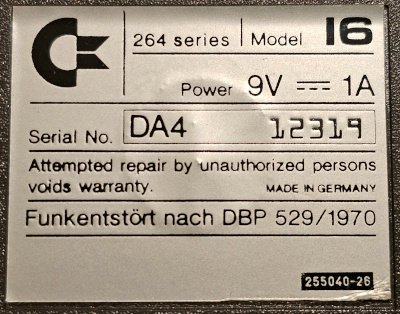 264 series Model 16
Power 9V ⎓ 1A
Serial No. DA4 12319
Attempted repair by unauthorized persons
voids warranty. MADE IN GERMANY
Funkentstört nach DBP 529/1970
255040-26